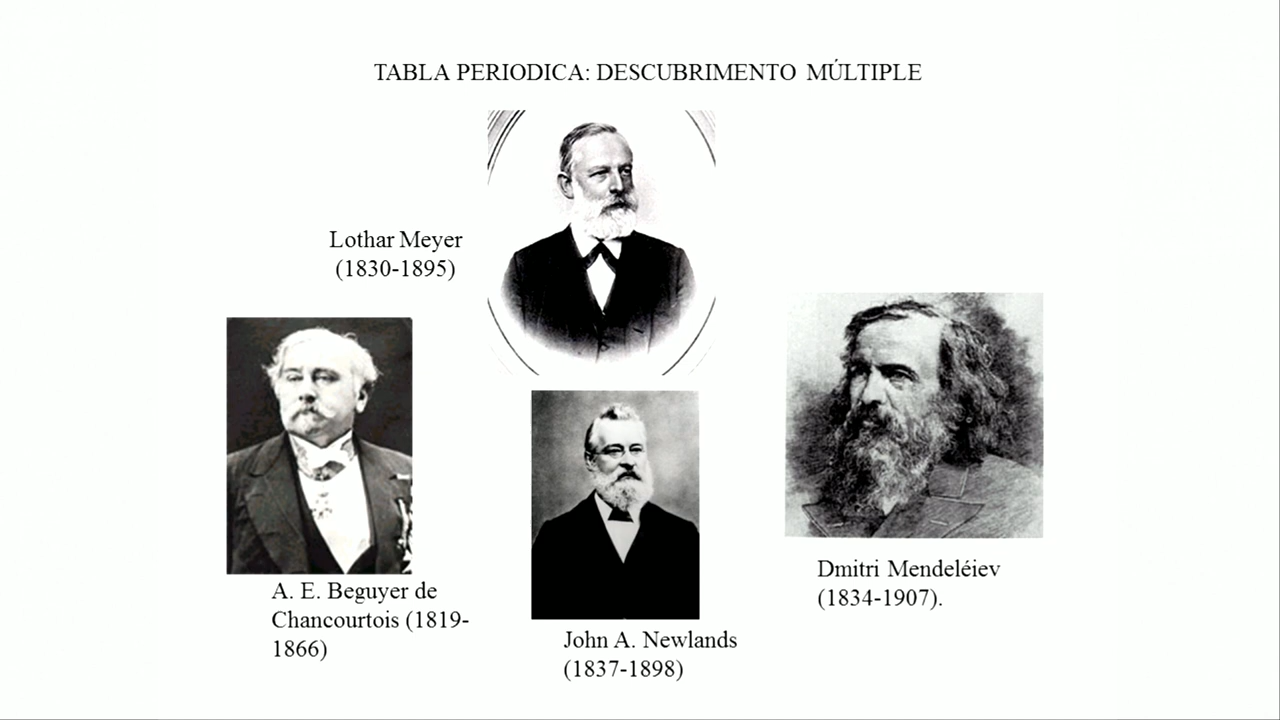 TABLA PERIODICA: DESCUBRIMENTO MÚLTIPLE
Lothar Meyer
(1830-1895)
A. E. Beguyer de
Chancourtois (1819-
1866)
John A. Newlands
(1837-1898)
Dmitri Mendeléiev
(1834-1907).